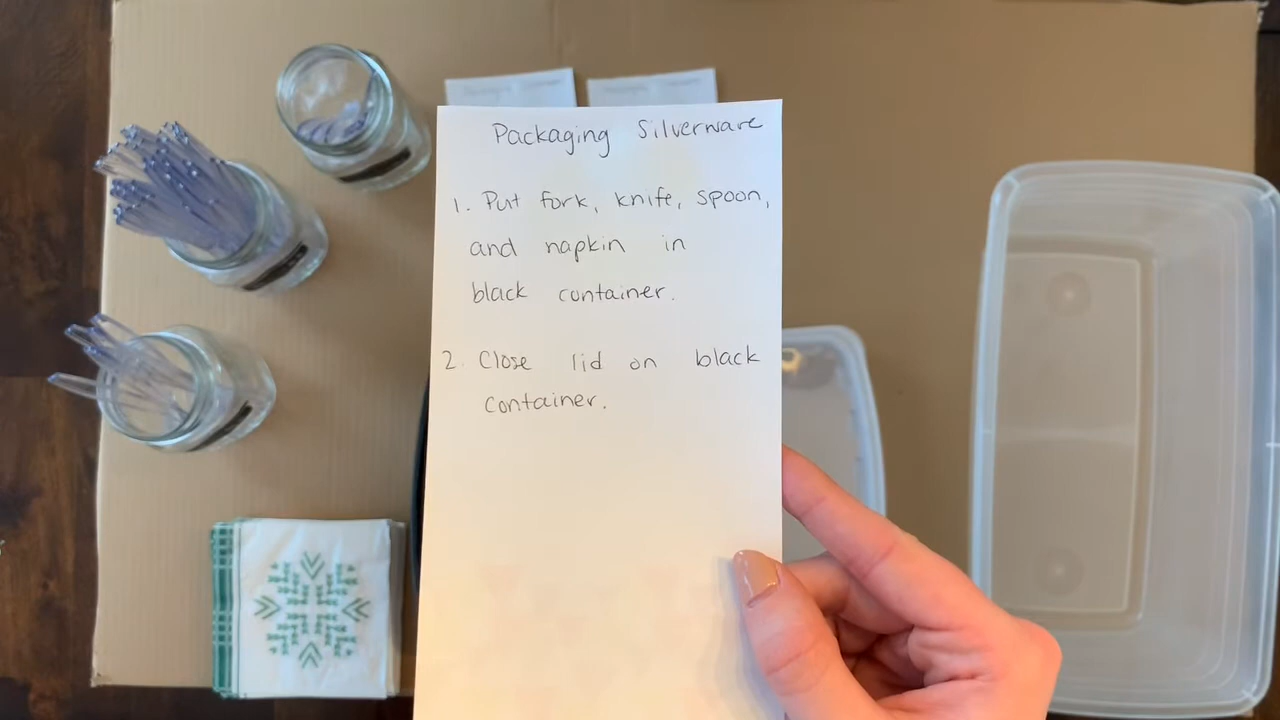 Packaging Silverware
1. Put fork, knife, spoon,
and napkin in
black container.
2. Close lid on black
container.